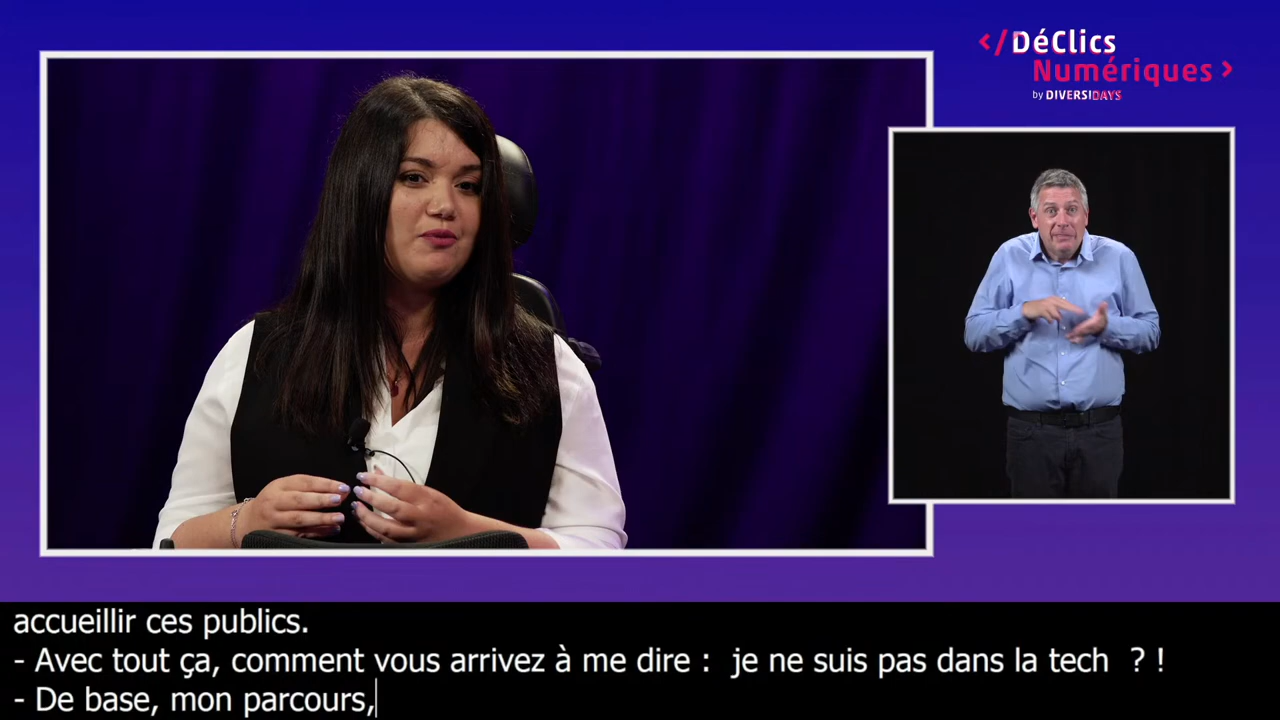 </DéClics
Numériques >
by DIVERSIDAYS
accueillir ces publics.
- Avec tout ça, comment vous arrivez à me dire :  je ne suis pas dans la tech  ? !
- De base, mon parcours,